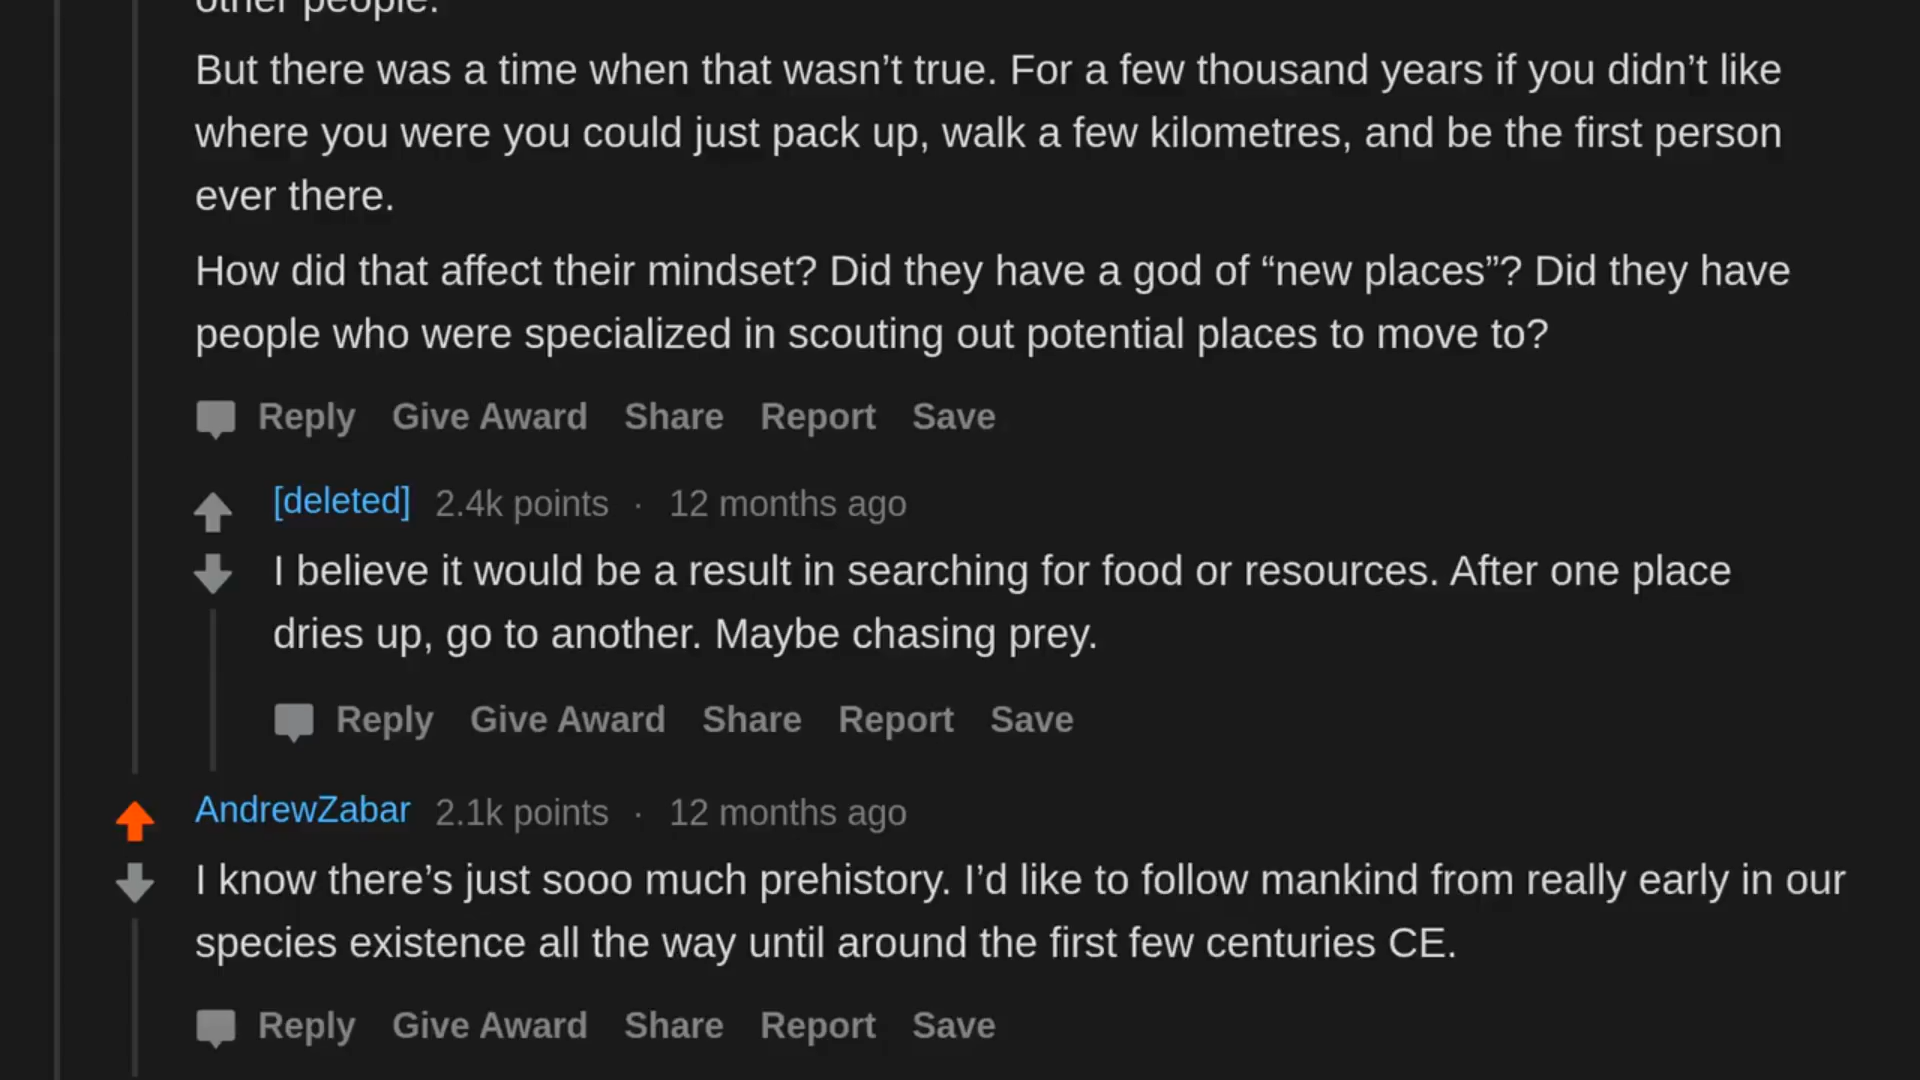 other people.
But there was a time when that wasn’t true. For a few thousand years if you didn’t like
where you were you could just pack up, walk a few kilometres, and be the first person
ever there.
How did that affect their mindset? Did they have a god of “new places”? Did they have
people who were specialized in scouting out potential places to move to?
Reply Give Award Share Report Save
[deleted] 2.4k points · 12 months ago
I believe it would be a result in searching for food or resources. After one place
dries up, go to another. Maybe chasing prey.
Reply Give Award Share Report Save
AndrewZabar 2.1k points · 12 months ago
I know there’s just sooo much prehistory. I’d like to follow mankind from really early in our
species existence all the way until around the first few centuries CE.
Reply Give Award Share Report Save